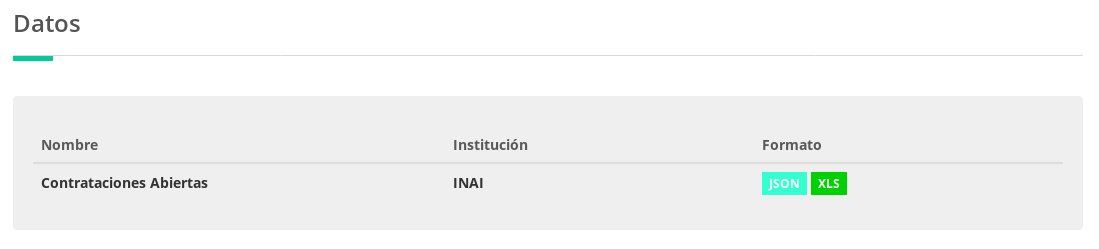 Datos
Nombre Institución Formato
Contrataciones Abiertas INAI JSON XLS